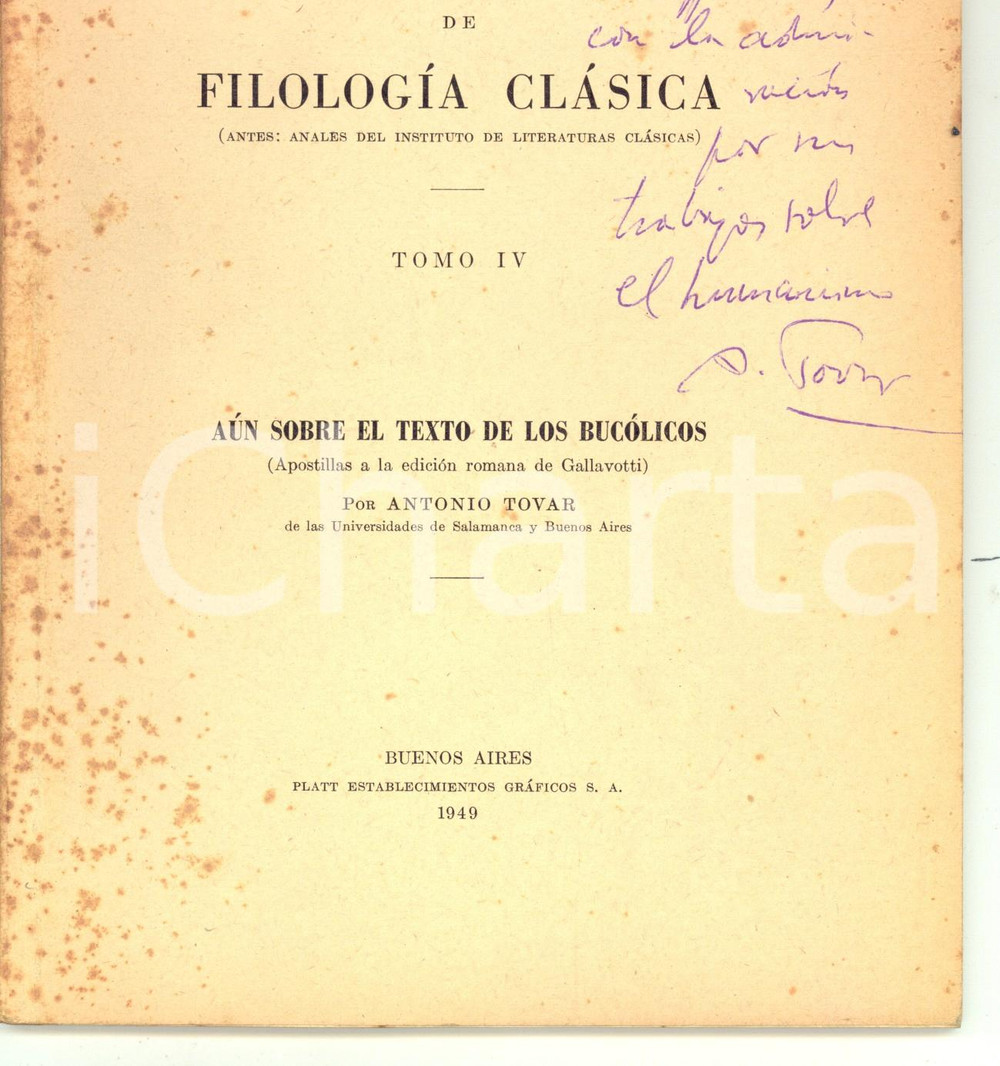 DE
con la admi-
FILOLOGÍA CLÁSICA
ración
(ANTES: ANALES DEL INSTITUTO DE LITERATURAS CLÁSICAS)
por sus
trabajos sobre
TOMO IV
el humanismo
A. Tovar
AÚN SOBRE EL TEXTO DE LOS BUCÓLICOS
(Apostillas a la edición romana de Gallavotti)
POR ANTONIO TOVAR
de las Universidades de Salamanca y Buenos Aires
iCharta
BUENOS AIRES
PLATT ESTABLECIMIENTOS GRÁFICOS S. A.
1949